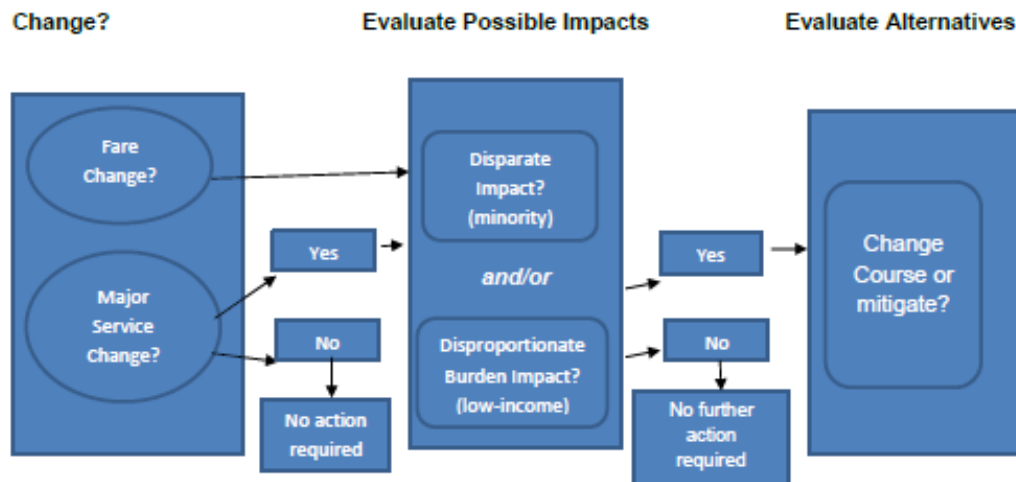 Change?
Evaluate Possible Impacts
Evaluate Alternatives
Fare
Change?
Major
Service
Change?
Yes
No
No action
required
Disparate
Impact?
(minority)
and/or
Disproportionate
Burden Impact?
(low-income)
Yes
No
No further
action
required
Change
Course or
mitigate?